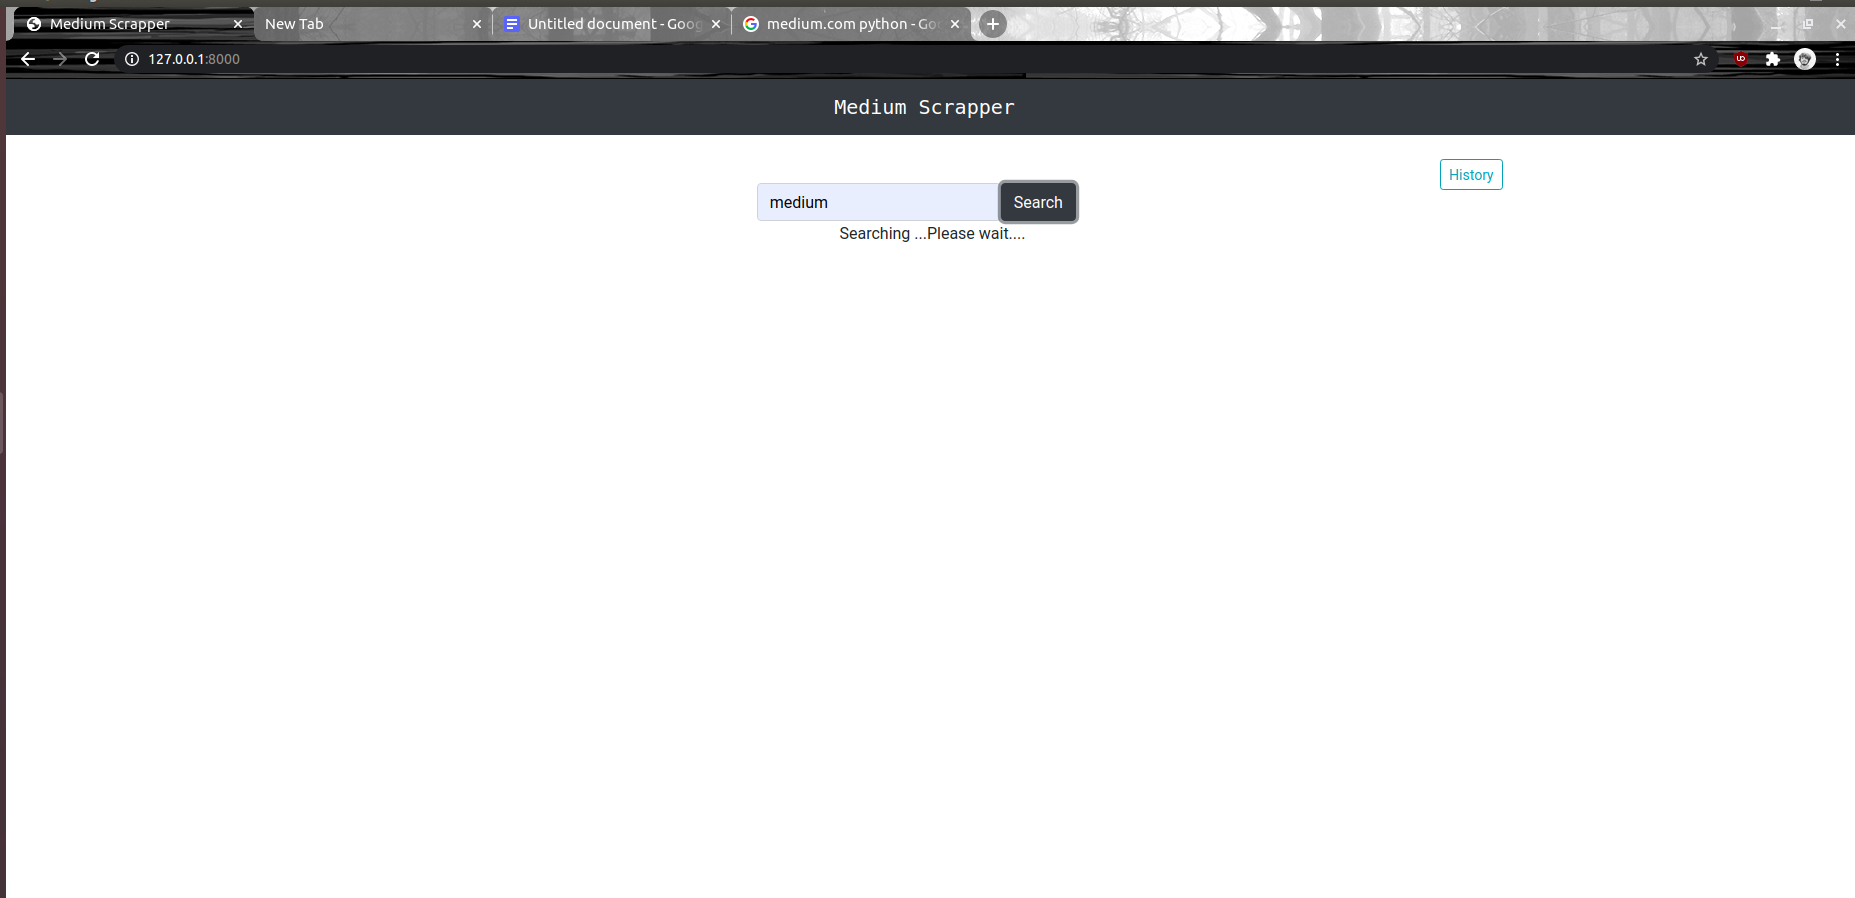 Medium Scrapper
New Tab
Untitled document - Goog
medium.com python - Go
127.0.0.1:8000
Medium Scrapper
History
medium
Search
Searching ...Please wait....